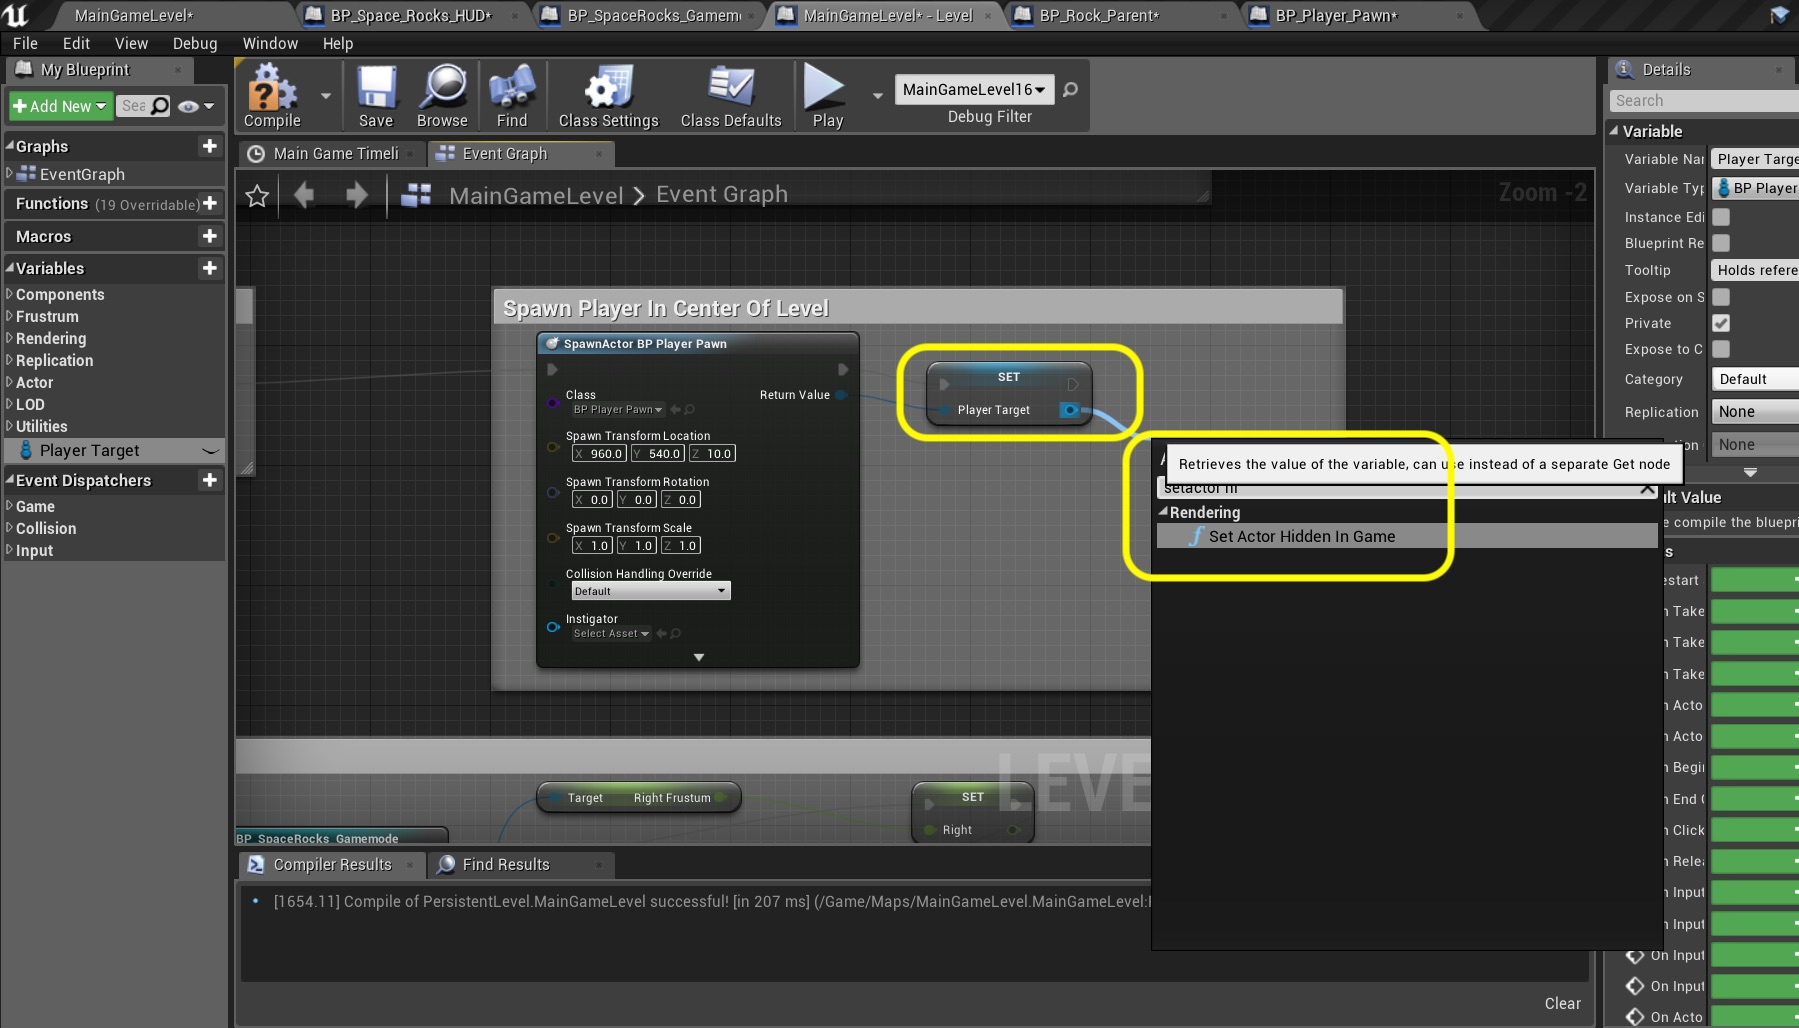 MainGameLevel*
BP_Space_Rocks_HUD*
BP_SpaceRocks_Gamem
MainGameLevel* - Level
BP_Rock_Parent*
BP_Player_Pawn*
File Edit View Debug Window Help
My Blueprint
Add New
Sea
Graphs
EventGraph
Functions (19 Overridable)
Macros
Variables
Components
Frustrum
Rendering
Replication
Actor
LOD
Utilities
Player Target
Event Dispatchers
Game
Collision
Input
Compile
Save
Browse
Find
Class Settings
Class Defaults
Play
MainGameLevel16
Debug Filter
Main Game Timeli
Event Graph
MainGameLevel > Event Graph
Zoom -2
Spawn Player In Center Of Level
SpawnActor BP Player Pawn
Class
BP Player Pawn
Return Value
Spawn Transform Location
X 960.0 Y 540.0 Z 10.0
Spawn Transform Rotation
X 0.0 Y 0.0 Z 0.0
Spawn Transform Scale
X 1.0 Y 1.0 Z 1.0
Collision Handling Override
Default
Instigator
Select Asset
SET
Player Target
Retrieves the value of the variable, can use instead of a separate Get node
Rendering
f Set Actor Hidden In Game
LEVE
Target Right Frustum
SET
Right
BP_SpaceRocks_Gamemode
Compiler Results
Find Results
[1654.11] Compile of PersistentLevel.MainGameLevel successful! [in 207 ms] (/Game/Maps/MainGameLevel.MainGameLevel:
Clear
Details
Search
Variable
Variable Nar Player Targe
Variable Typ BP Player
Instance Edi
Blueprint Re
Tooltip Holds refere
Expose on S
Private
Expose to C
Category Default
Replication None
None
lt Value
e compile the bluepri
s
estart
n Take
n Take
n Take
n Acto
n Acto
n Begi
n End
n Click
n Relea
n Input
n Input
On Input
On Input
On Acto